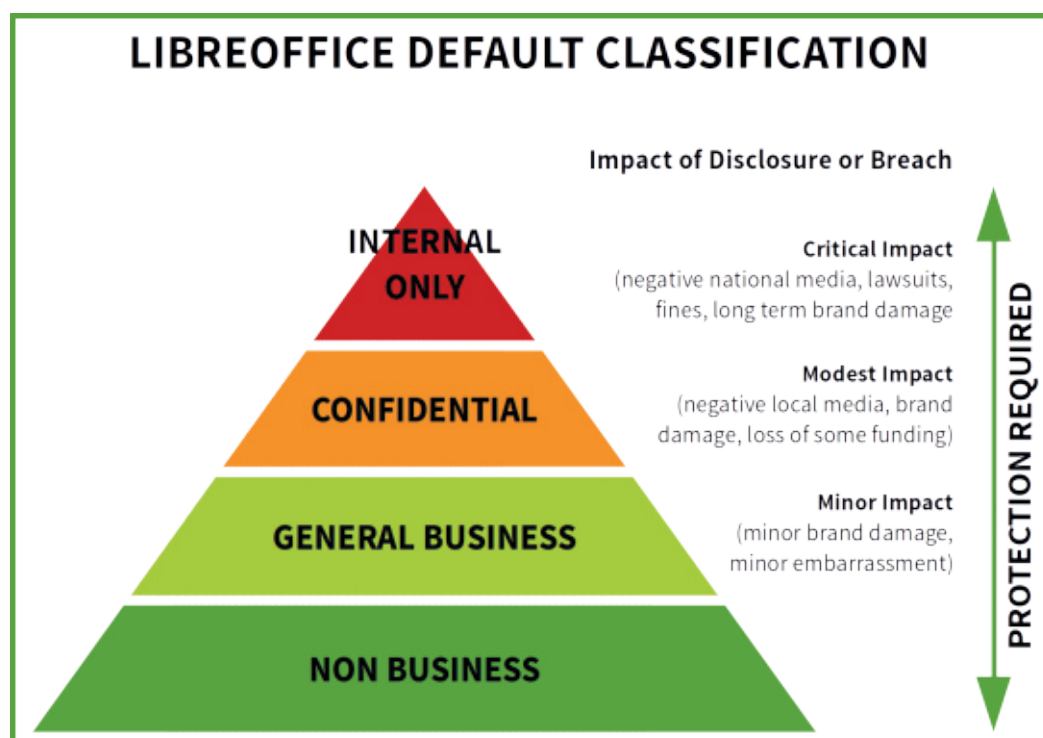 LIBREOFFICE DEFAULT CLASSIFICATION
Impact of Disclosure or Breach
INTERNAL
ONLY
Critical Impact
(negative national media, lawsuits,
fines, long term brand damage
CONFIDENTIAL
Modest Impact
(negative local media, brand
damage, loss of some funding)
GENERAL BUSINESS
Minor Impact
(minor brand damage,
minor embarrassment)
NON BUSINESS
PROTECTION REQUIRED